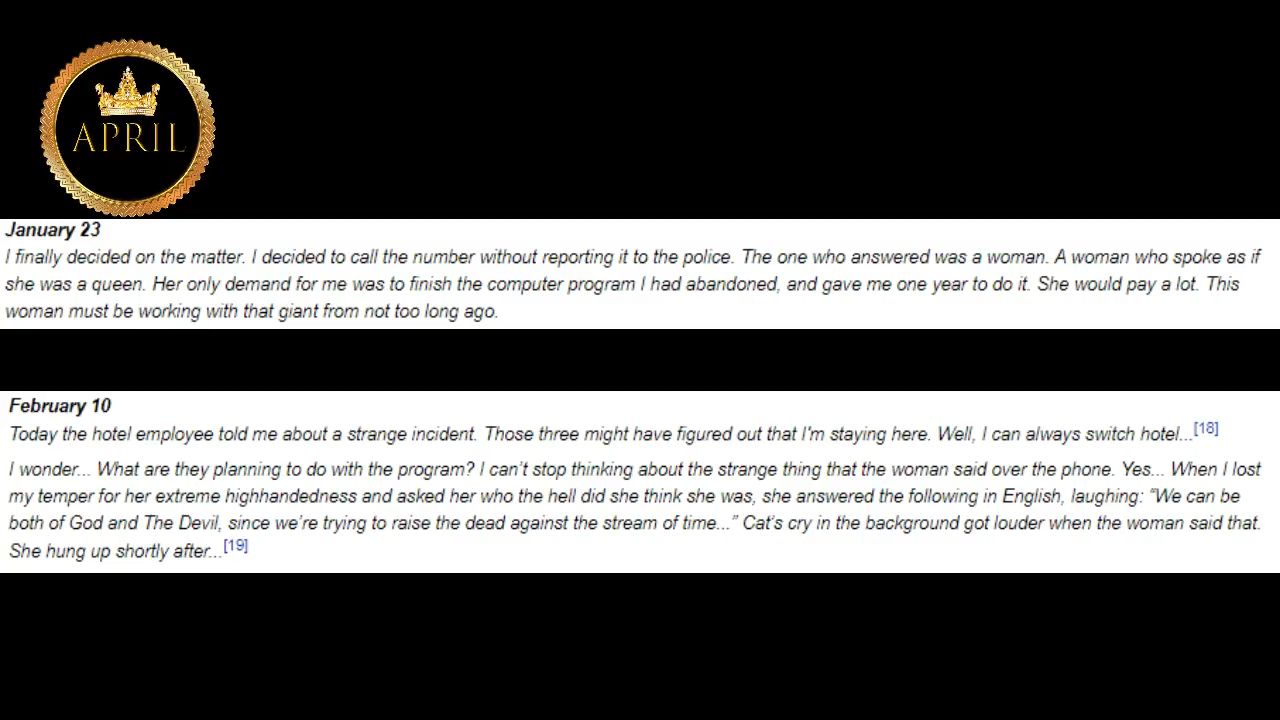 APRIL
January 23
I finally decided on the matter. I decided to call the number without reporting it to the police. The one who answered was a woman. A woman who spoke as if
she was a queen. Her only demand for me was to finish the computer program I had abandoned, and gave me one year to do it. She would pay a lot. This
woman must be working with that giant from not too long ago.
February 10
Today the hotel employee told me about a strange incident. Those three might have figured out that I'm staying here. Well, I can always switch hotel...[18]
I wonder... What are they planning to do with the program? I can’t stop thinking about the strange thing that the woman said over the phone. Yes... When I lost
my temper for her extreme highhandedness and asked her who the hell did she think she was, she answered the following in English, laughing: “We can be
both of God and The Devil, since we’re trying to raise the dead against the stream of time...” Cat’s cry in the background got louder when the woman said that.
She hung up shortly after...[19]